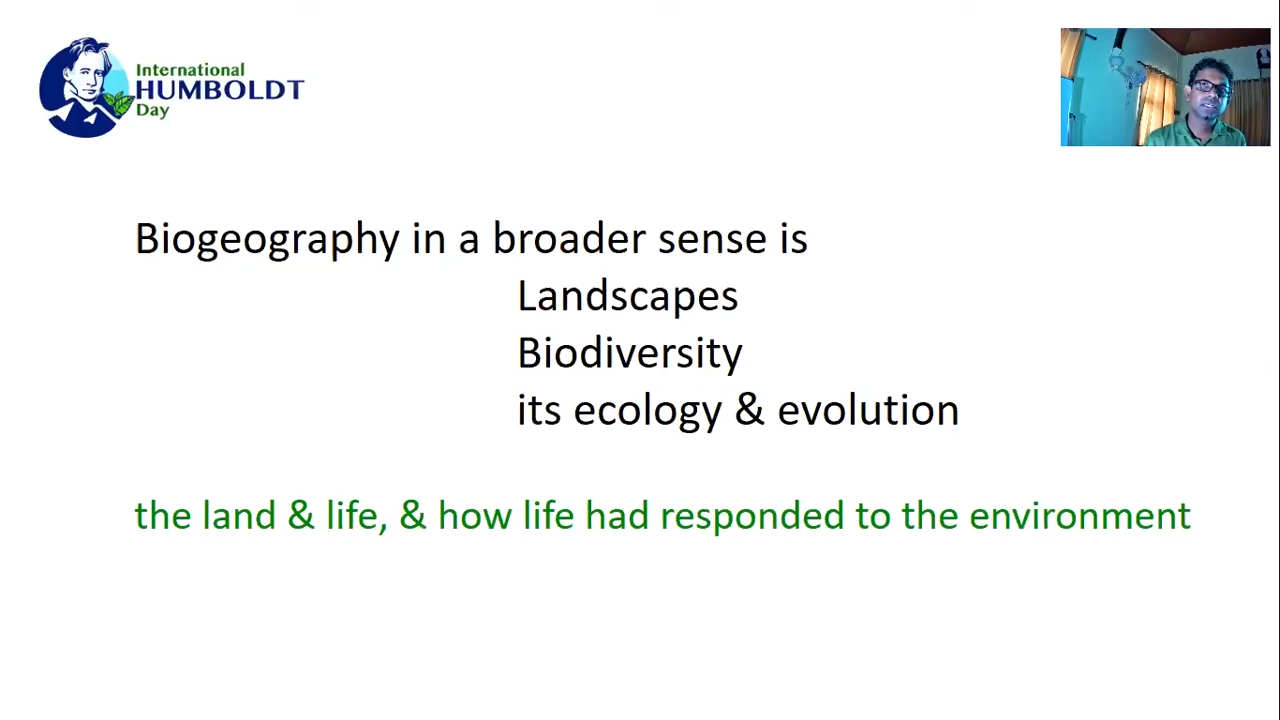 International
HUMBOLDT
Day
Biogeography in a broader sense is
Landscapes
Biodiversity
its ecology & evolution
the land & life, & how life had responded to the environment